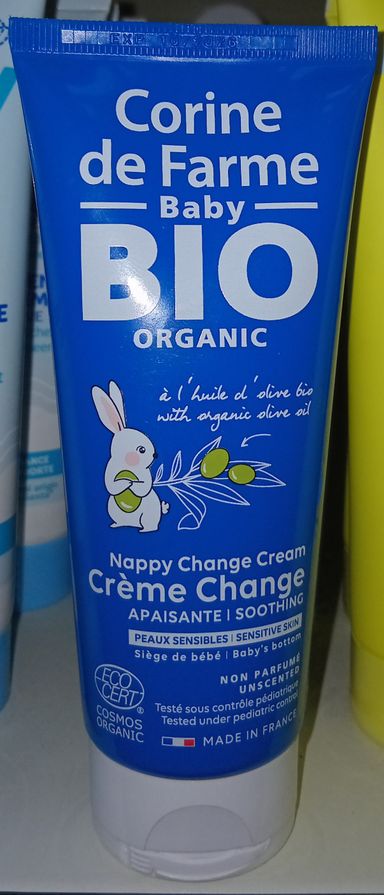 Corine
de Farme
Baby
BIO
ORGANIC
à l'huile d'olive bio
with organic olive oil
Nappy Change Cream
Crème Change
APAISANTE | SOOTHING
PEAUX SENSIBLES | SENSITIVE SKIN
Siège de bébé | Baby's bottom
NON PARFUMÉ
UNSCENTED
ECO
CERT®
COSMOS
ORGANIC
Testé sous contrôle pédiatrique
Tested under pediatric control
MADE IN FRANCE